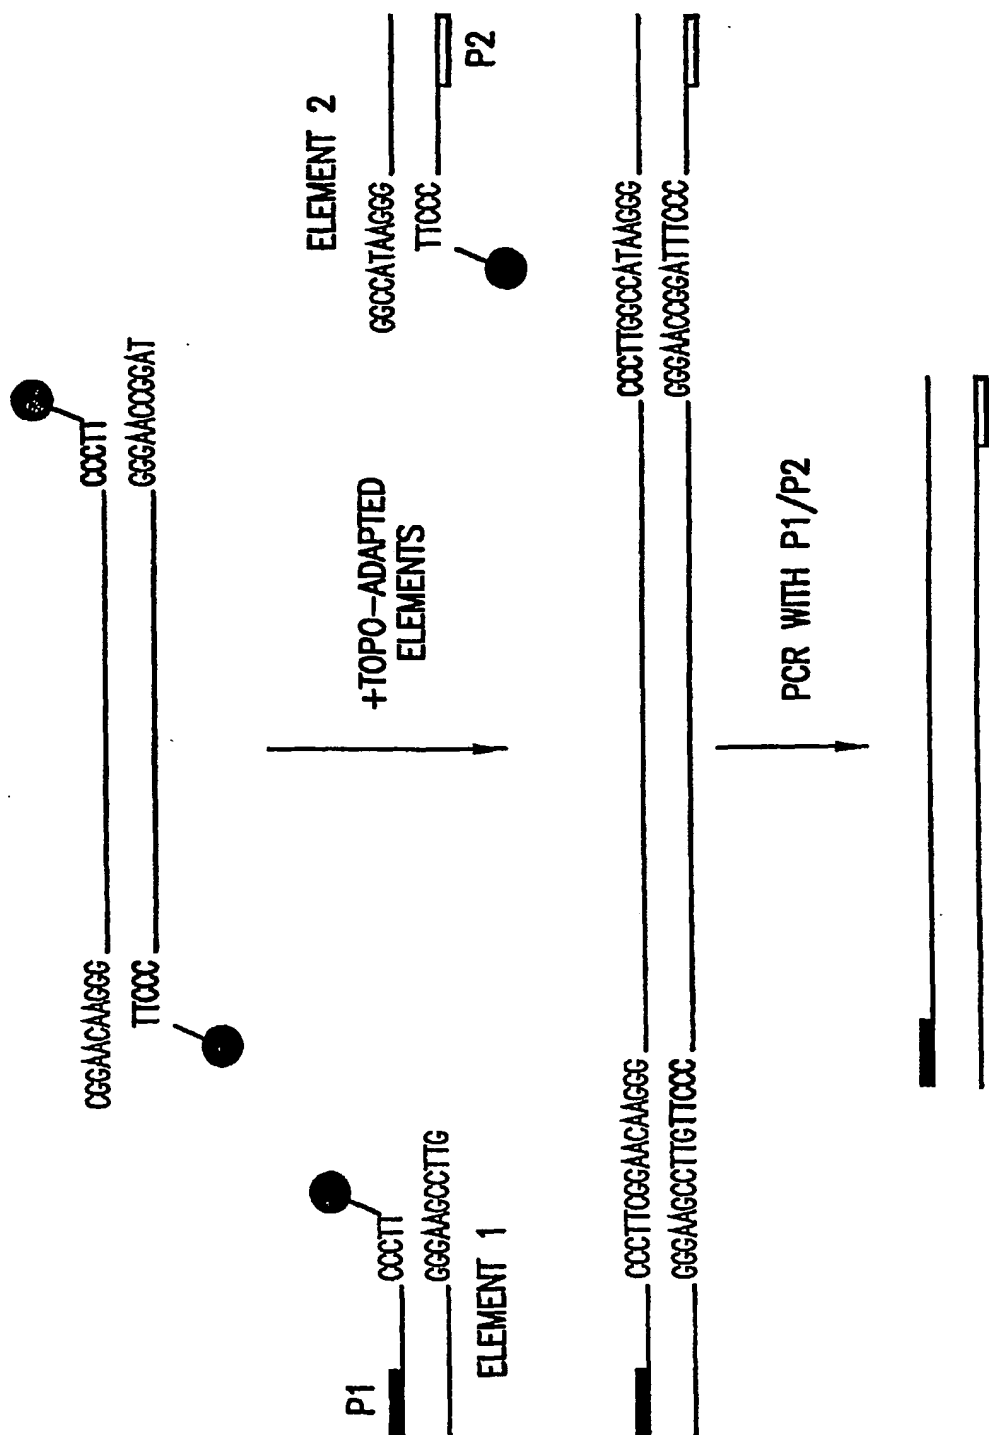 CGGAACAAGGG CCCTT
TTCCC GGGAACCGGAT
P1
CCCTT
GGGAAGCCTTG
ELEMENT 1
+TOPO-ADAPTED
ELEMENTS
ELEMENT 2
GGCCATAAGGG
TTCCC
P2
CCCTTCGGAACAAGGG CCCTTGGCCATAAGGG
GGGAAGCCTTGTTCCC GGGAACCGGATTTCCC
PCR WITH P1/P2